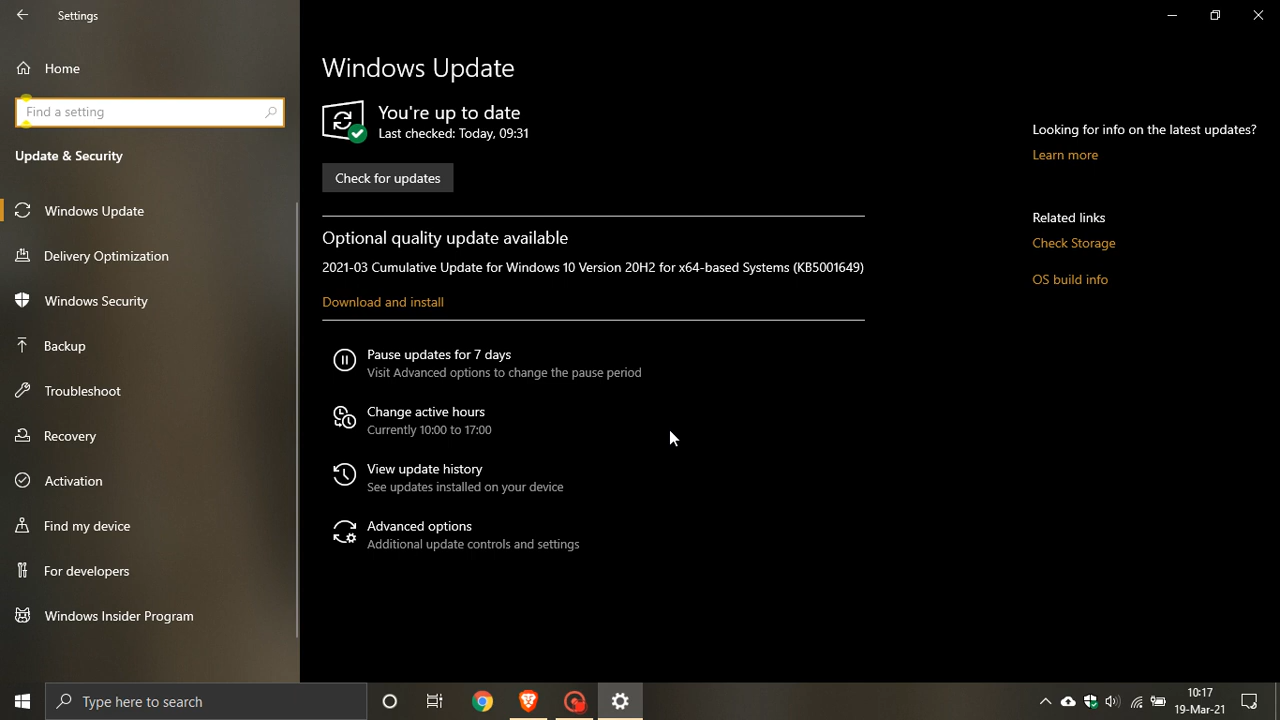 Settings
Home
Find a setting
Update & Security
Windows Update
Delivery Optimization
Windows Security
Backup
Troubleshoot
Recovery
Activation
Find my device
For developers
Windows Insider Program
Windows Update
You're up to date
Last checked: Today, 09:31
Check for updates
Optional quality update available
2021-03 Cumulative Update for Windows 10 Version 20H2 for x64-based Systems (KB5001649)
Download and install
Pause updates for 7 days
Visit Advanced options to change the pause period
Change active hours
Currently 10:00 to 17:00
View update history
See updates installed on your device
Advanced options
Additional update controls and settings
Looking for info on the latest updates?
Learn more
Related links
Check Storage
OS build info
Type here to search
10:17
19-Mar-21